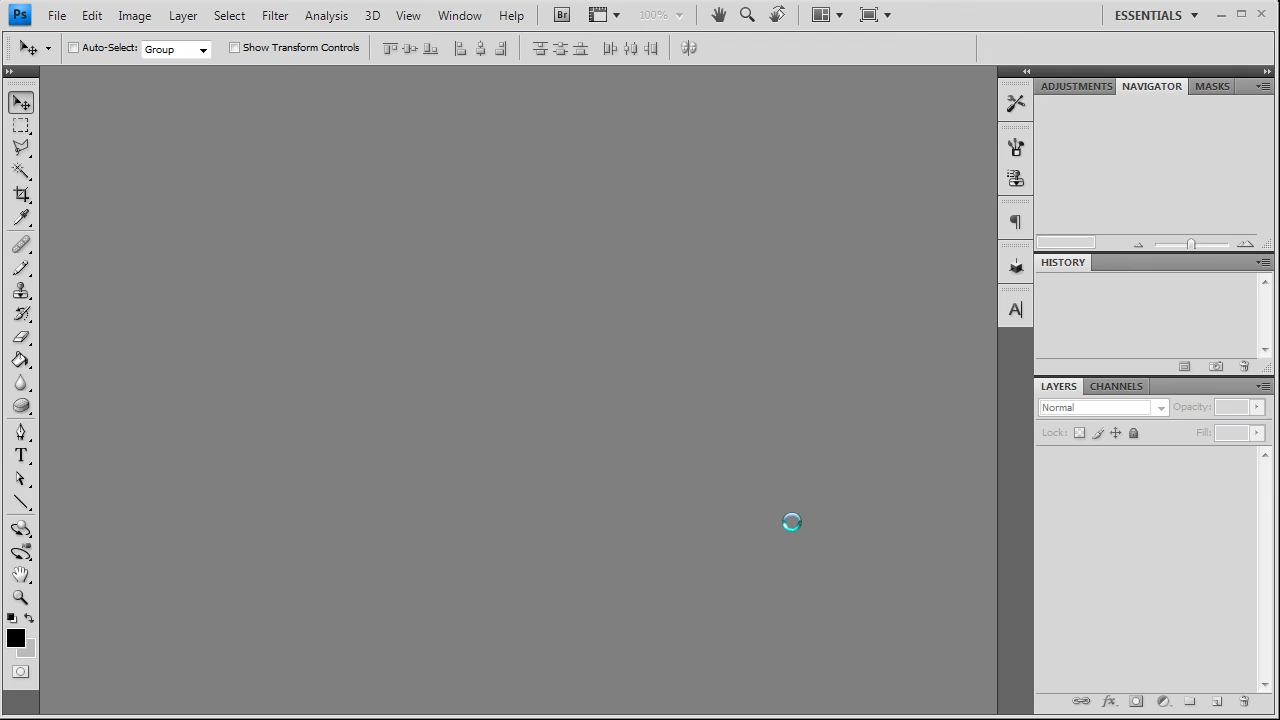 Ps File Edit Image Layer Select Filter Analysis 3D View Window Help Br 100% ESSENTIALS
Auto-Select: Group Show Transform Controls
ADJUSTMENTS NAVIGATOR MASKS
HISTORY
LAYERS CHANNELS
Normal Opacity:
Lock: Fill: